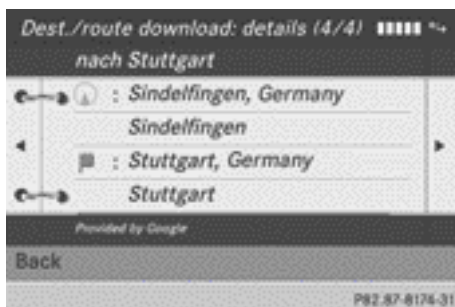 Dest./route download: details (4/4)
nach Stuttgart
: Sindelfingen, Germany
Sindelfingen
: Stuttgart, Germany
Stuttgart
Provided by Google
Back
P82.87-8174-31